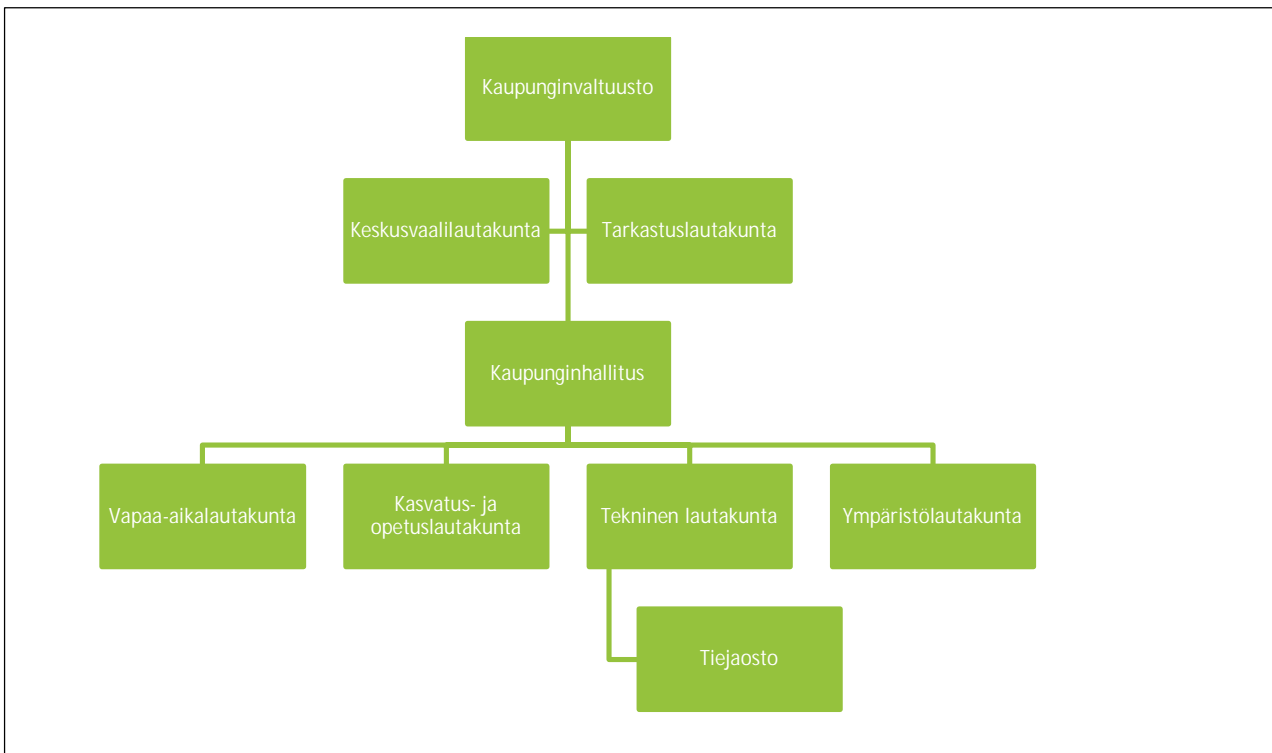 Kaupunginvaltuusto
Keskusvaalilautakunta
Tarkastuslautakunta
Kaupunginhallitus
Vapaa-aikalautakunta
Kasvatus- ja
opetuslautakunta
Tekninen lautakunta
Ympäristölautakunta
Tiejaosto